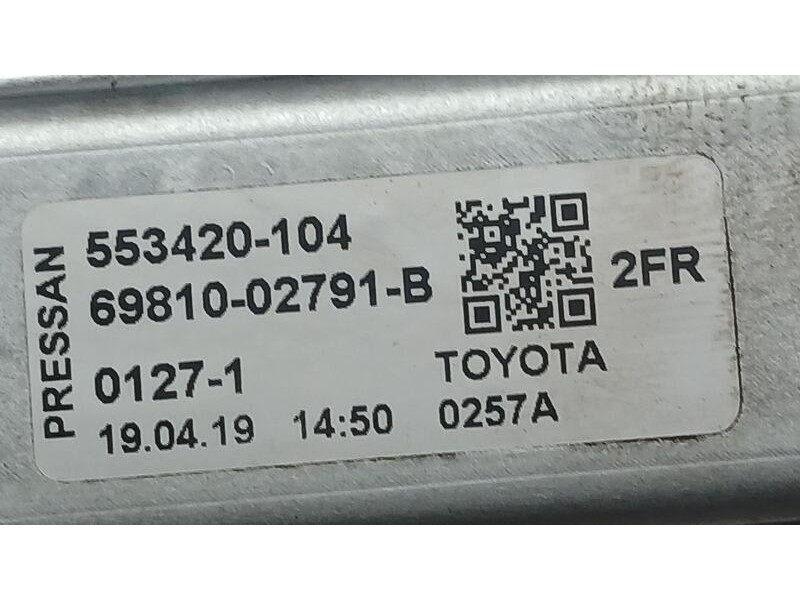 PRESSAN
553420-104
69810-02791-B
2FR
0127-1
TOYOTA
19.04.19 14:50
0257A